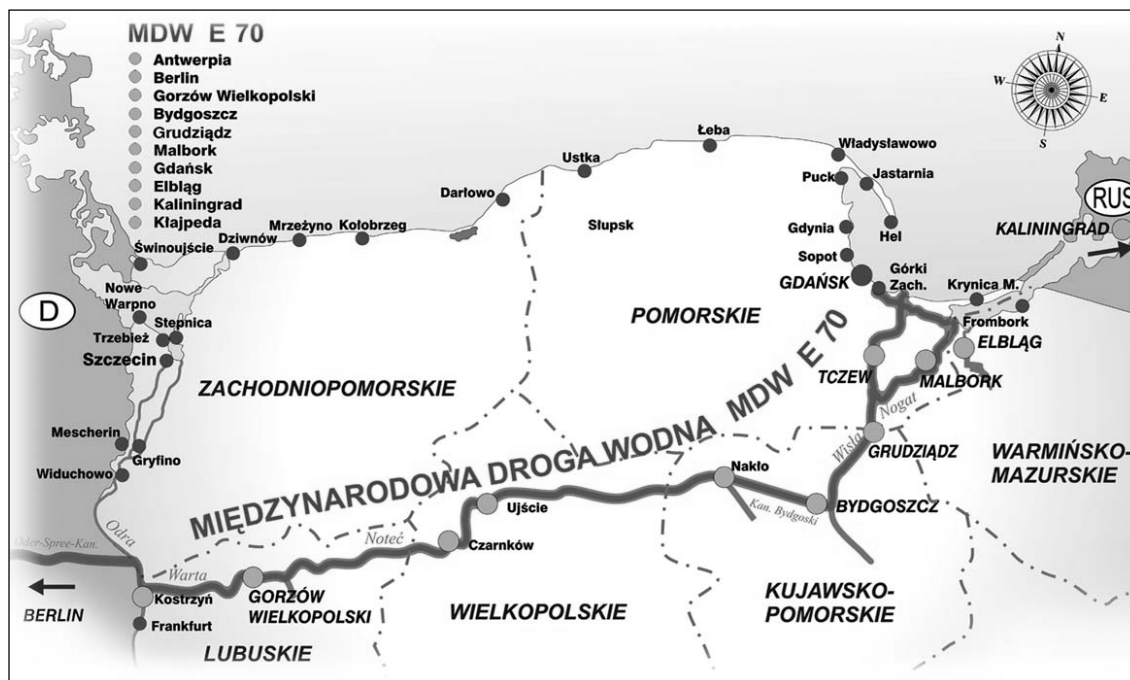 MDW E 70
Antwerpia
Berlin
Gorzów Wielkopolski
Bydgoszcz
Grudziądz
Malbork
Gdańsk
Elbląg
Kaliningrad
Kłajpeda
N
W
E
S
RUS
KALININGRAD
Łeba
Władysławowo
Ustka
Puck
Jastarnia
Darłowo
Słupsk
Gdynia
Hel
Mrzeżyno
Kołobrzeg
Dziwnów
Świnoujście
Sopot
GDAŃSK
Górki
Zach.
Krynica M.
Frombork
ELBLĄG
D
Nowe
Warpno
Stepnica
Trzebież
Szczecin
POMORSKIE
ZACHODNIOPOMORSKIE
TCZEW
MALBORK
Nogat
Wisła
GRUDZIĄDZ
WARMIŃSKO-
MAZURSKIE
MIĘDZYNARODOWA DROGA WODNA MDW E 70
Mescherin
Gryfino
Widuchowo
Nakło
Kan. Bydgoski
BYDGOSZCZ
Ujście
Odra
Noteć
Czarnków
Oder-Spree-Kan.
Warta
BERLIN
Kostrzyń
GORZÓW
WIELKOPOLSKI
Frankfurt
LUBUSKIE
WIELKOPOLSKIE
KUJAWSKO-
POMORSKIE